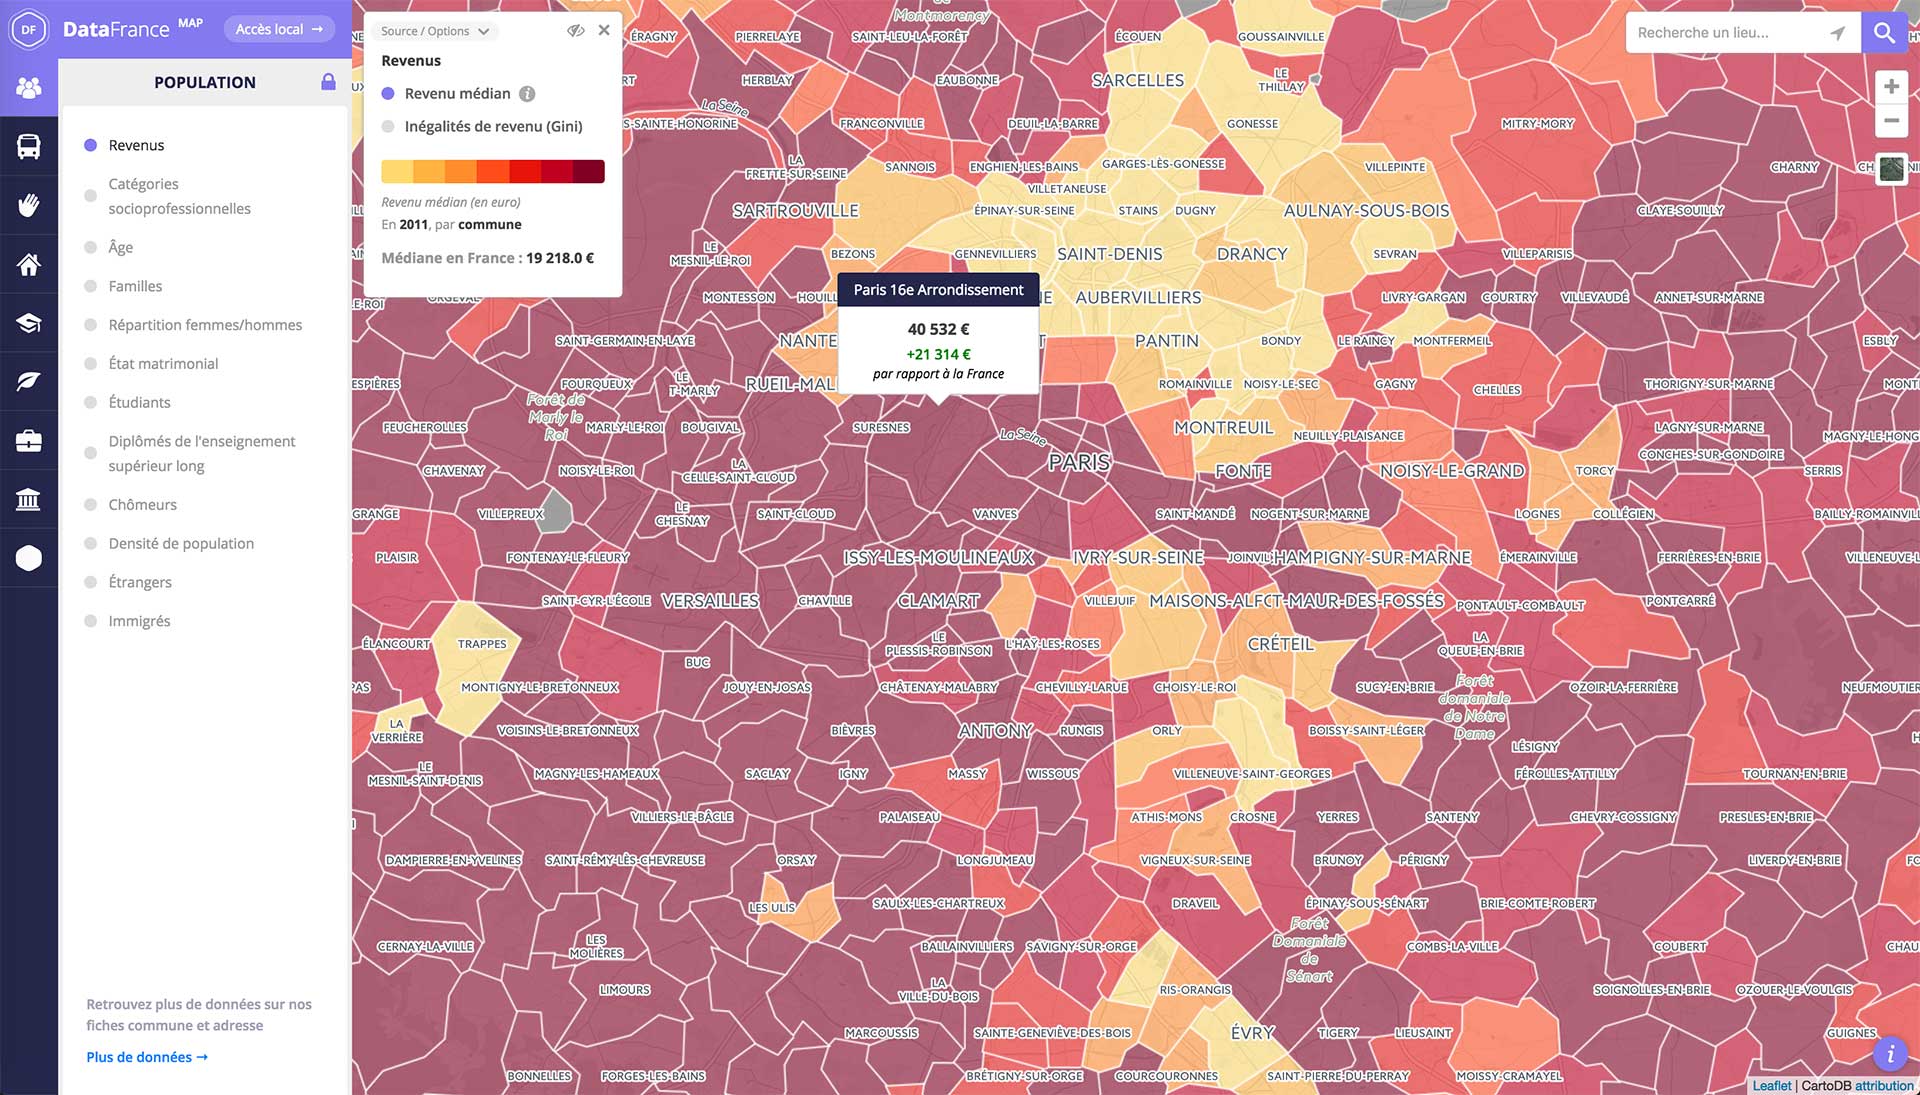 DF
DataFrance MAP
Accès local →
POPULATION
Revenus
Catégories
socioprofessionnelles
Âge
Familles
Répartition femmes/hommes
État matrimonial
Étudiants
Diplômés de l'enseignement
supérieur long
Chômeurs
Densité de population
Étrangers
Immigrés
Retrouvez plus de données sur nos
fiches commune et adresse
Plus de données →
Source / Options
Revenus
Revenu médian i
Inégalités de revenu (Gini)
Revenu médian (en euro)
En 2011, par commune
Médiane en France : 19 218.0 €
Recherche un lieu...
+
−
Paris 16e Arrondissement
40 532 €
+21 314 €
par rapport à la France
Montmorency
ÉRAGNY PIERRELAYE SAINT-LEU-LA-FORÊT ÉCOUEN GOUSSAINVILLE
HERBLAY EAUBONNE SARCELLES LE
THILLAY
La Seine
S-SAINTE-HONORINE FRANCONVILLE DEUIL-LA-BARRE GONESSE MITRY-MORY
LA
FRETTE-SUR-SEINE SANNOIS ENGHIEN-LES-BAINS GARGES-LÈS-GONESSE VILLEPINTE CHARNY
VILLETANEUSE
SARTROUVILLE ÉPINAY-SUR-SEINE STAINS DUGNY AULNAY-SOUS-BOIS CLAYE-SOUILLY
LE
MESNIL-LE-ROI BEZONS GENNEVILLIERS SAINT-DENIS DRANCY SEVRAN VILLEPARISIS
ORGEVAL MONTESSON HOUILL AUBERVILLIERS LIVRY-GARGAN COURTRY VILLEVAUDÉ ANNET-SUR-MARNE
SAINT-GERMAIN-EN-LAYE NANTE PANTIN BONDY LE RAINCY MONTFERMEIL ESBLY
ESPIÈRES FOURQUEUX LE
T-MARLY RUEIL-MAL ROMAINVILLE NOISY-LE-SEC GAGNY CHELLES THORIGNY-SUR-MARNE
Forêt de
Marly le
Roi
FEUCHEROLLES MARLY-LE-ROI BOUGIVAL SURESNES La Seine MONTREUIL NEUILLY-PLAISANCE LAGNY-SUR-MARNE MAGNY-LE-HONG
CONCHES-SUR-GONDOIRE
CHAVENAY NOISY-LE-ROI LA
CELLE-SAINT-CLOUD PARIS FONTE NOISY-LE-GRAND TORCY SERRIS
GRANGE VILLEPREUX LE
CHESNAY SAINT-CLOUD VANVES SAINT-MANDÉ NOGENT-SUR-MARNE LOGNES COLLÉGIEN BAILLY-ROMAINVILL
PLAISIR FONTENAY-LE-FLEURY ISSY-LES-MOULINEAUX IVRY-SUR-SEINE JOINVIL HAMPIGNY-SUR-MARNE ÉMERAINVILLE FERRIÈRES-EN-BRIE VILLENEUVE-L
SAINT-CYR-L'ÉCOLE VERSAILLES CHAVILLE CLAMART VILLEJUIF MAISONS-ALF CT-MAUR-DES-FOSSÉS PONTAULT-COMBAULT PONTCARRÉ
ÉLANCOURT TRAPPES LE
PLESSIS-ROBINSON L'HAŸ-LES-ROSES CRÉTEIL LA
QUEUE-EN-BRIE
BUC
PAS MONTIGNY-LE-BRETONNEUX JOUY-EN-JOSAS CHÂTENAY-MALABRY CHEVILLY-LARUE CHOISY-LE-ROI SUCY-EN-BRIE OZOIR-LA-FERRIÈRE NEUFMOUTIER
Forêt
domaniale
de Notre
Dame
LA
VERRIÈRE VOISINS-LE-BRETONNEUX BIÈVRES ANTONY RUNGIS ORLY BOISSY-SAINT-LÉGER LÉSIGNY
LE
MESNIL-SAINT-DENIS MAGNY-LES-HAMEAUX SACLAY IGNY MASSY WISSOUS VILLENEUVE-SAINT-GEORGES FÉROLLES-ATTILLY TOURNAN-EN-BRIE
VILLIERS-LE-BÂCLE PALAISEAU ATHIS-MONS CROSNE YERRES SANTENY CHEVRY-COSSIGNY PRESLES-EN-BRIE
DAMPIERRE-EN-YVELINES SAINT-RÉMY-LÈS-CHEVREUSE ORSAY LONGJUMEAU VIGNEUX-SUR-SEINE BRUNOY PÉRIGNY LIVERDY-EN-BRIE
LES ULIS SAULX-LES-CHARTREUX DRAVEIL ÉPINAY-SOUS-SÉNART BRIE-COMTE-ROBERT
Forêt
Domaniale
de
Sénart
CERNAY-LA-VILLE LES
MOLIÈRES BALLAINVILLIERS SAVIGNY-SUR-ORGE COMBS-LA-VILLE COUBERT CHAU
LIMOURS LA
VILLE-DU-BOIS RIS-ORANGIS SOIGNOLLES-EN-BRIE OZOUER-LE-VOULGIS
MARCOUSSIS SAINTE-GENEVIÈVE-DES-BOIS ÉVRY TIGERY LIEUSAINT GUIGNES
BONNELLES FORGES-LES-BAINS BRÉTIGNY-SUR-ORGE COURCOURONNES SAINT-PIERRE-DU-PERRAY MOISSY-CRAMAYEL
i
Leaflet | CartoDB attribution